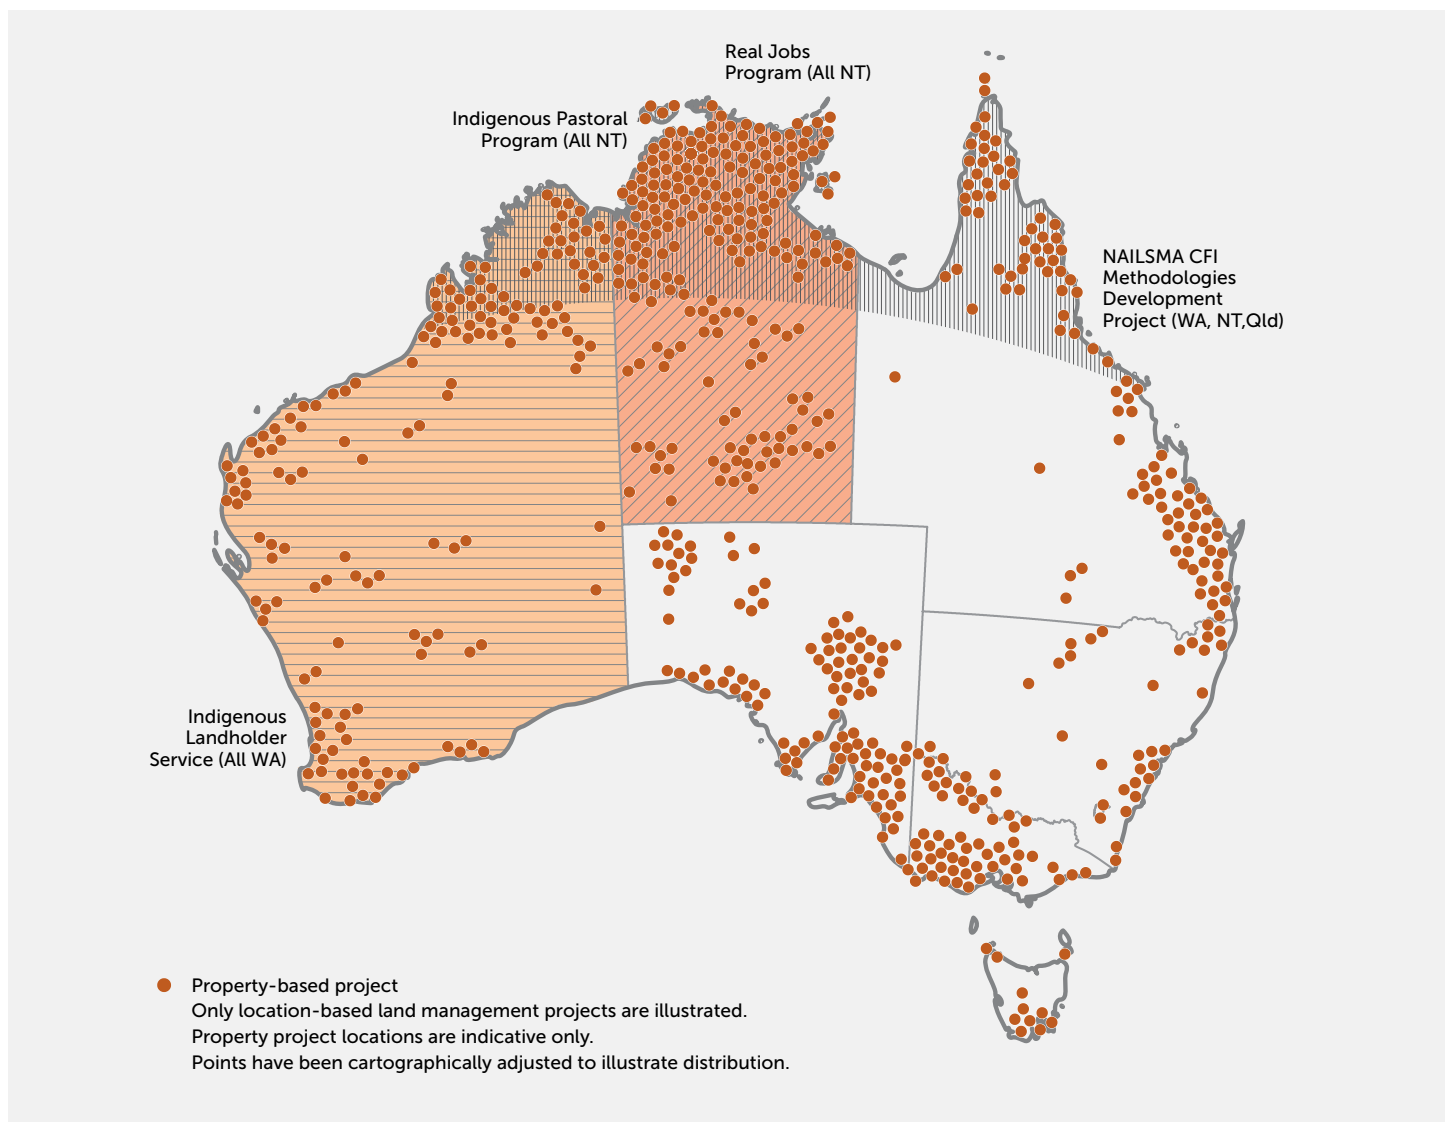 Real Jobs
Program (All NT)
Indigenous Pastoral
Program (All NT)
NAILSMA CFI
Methodologies
Development
Project (WA, NT,Qld)
Indigenous
Landholder
Service (All WA)
Property-based project
Only location-based land management projects are illustrated.
Property project locations are indicative only.
Points have been cartographically adjusted to illustrate distribution.